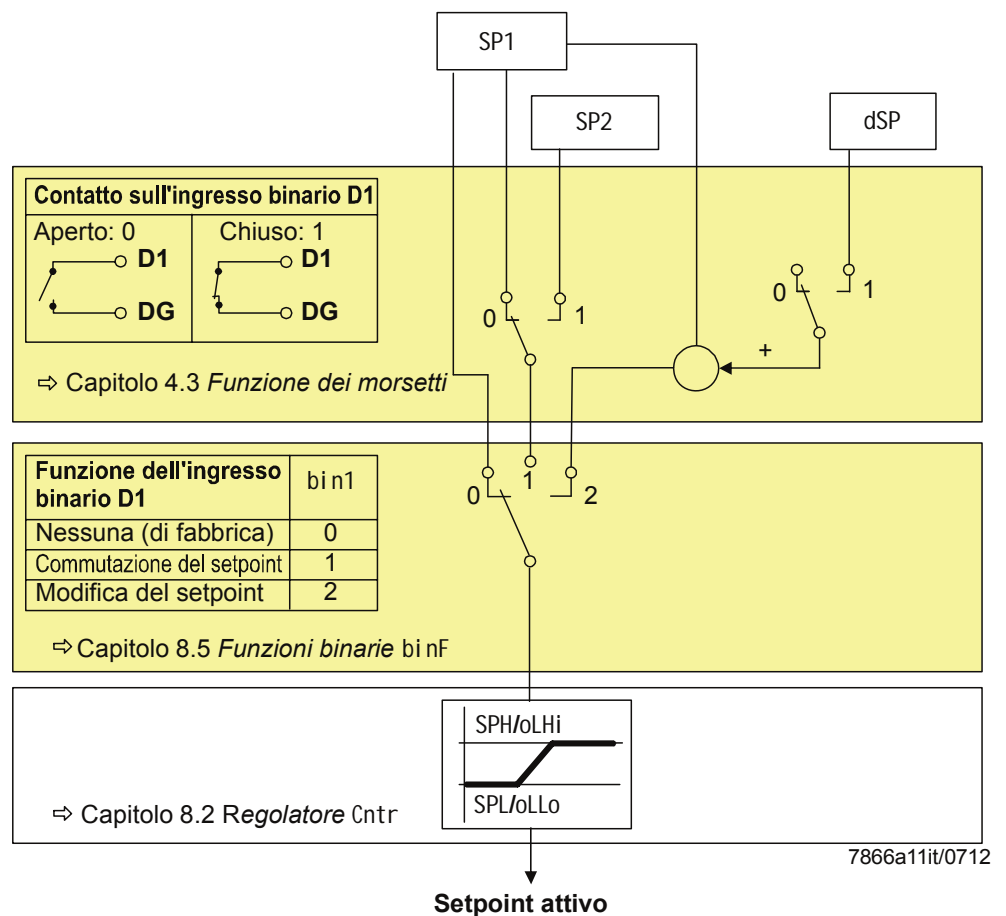 SP1
SP2
dSP
Contatto sull'ingresso binario D1
Aperto: 0
Chiuso: 1
D1
D1
DG
DG
0
1
0
1
+
⇨ Capitolo 4.3 Funzione dei morsetti
Funzione dell'ingresso binario D1
bin1
Nessuna (di fabbrica)
0
Commutazione del setpoint
1
Modifica del setpoint
2
0
1
2
⇨ Capitolo 8.5 Funzioni binarie binF
SPH/oLHi
SPL/oLLo
⇨ Capitolo 8.2 Regolatore Cntr
7866a11it/0712
Setpoint attivo